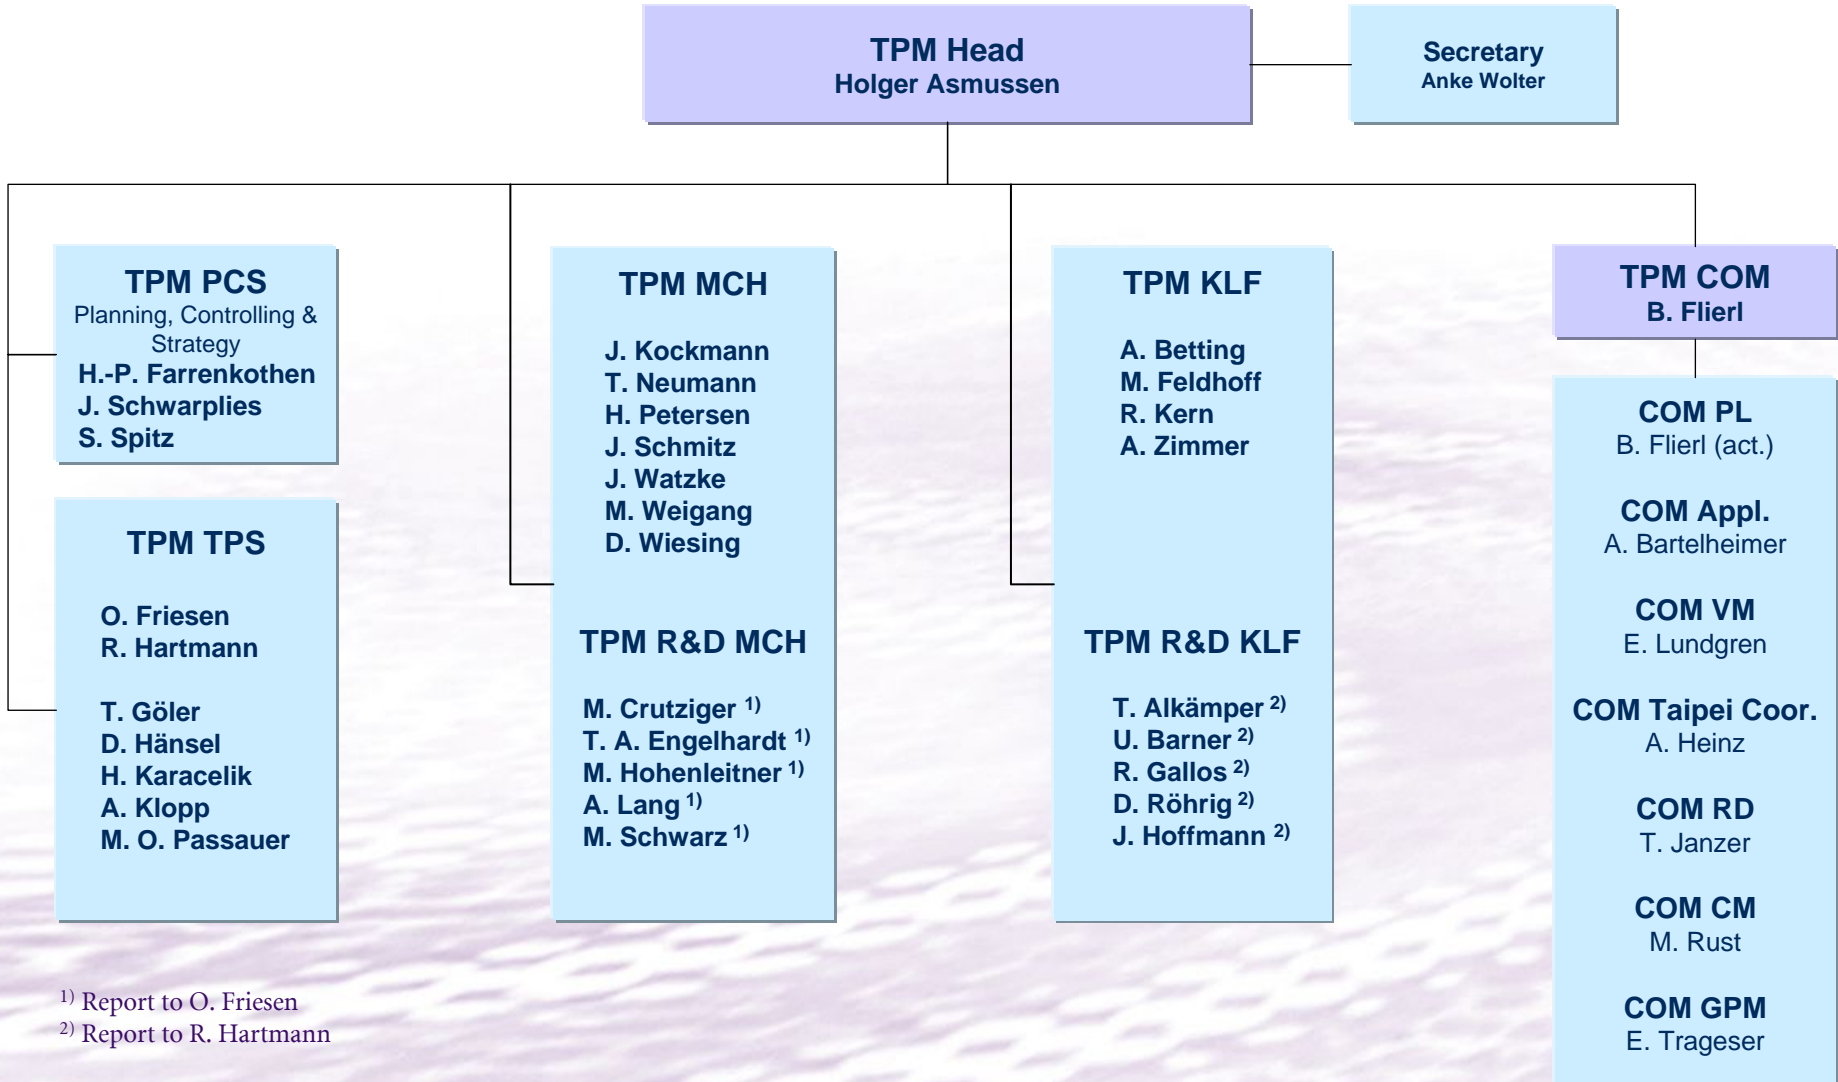 TPM Head
Holger Asmussen
Secretary
Anke Wolter
TPM PCS
Planning, Controlling &
Strategy
H.-P. Farrenkothen
J. Schwarplies
S. Spitz
TPM TPS
O. Friesen
R. Hartmann
T. Göler
D. Hänsel
H. Karacelik
A. Klopp
M. O. Passauer
TPM MCH
J. Kockmann
T. Neumann
H. Petersen
J. Schmitz
J. Watzke
M. Weigang
D. Wiesing
TPM R&D MCH
M. Crutziger 1)
T. A. Engelhardt 1)
M. Hohenleitner 1)
A. Lang 1)
M. Schwarz 1)
TPM KLF
A. Betting
M. Feldhoff
R. Kern
A. Zimmer
TPM R&D KLF
T. Alkämper 2)
U. Barner 2)
R. Gallos 2)
D. Röhrig 2)
J. Hoffmann 2)
TPM COM
B. Flierl
COM PL
B. Flierl (act.)
COM Appl.
A. Bartelheimer
COM VM
E. Lundgren
COM Taipei Coor.
A. Heinz
COM RD
T. Janzer
COM CM
M. Rust
COM GPM
E. Trageser
1) Report to O. Friesen
2) Report to R. Hartmann